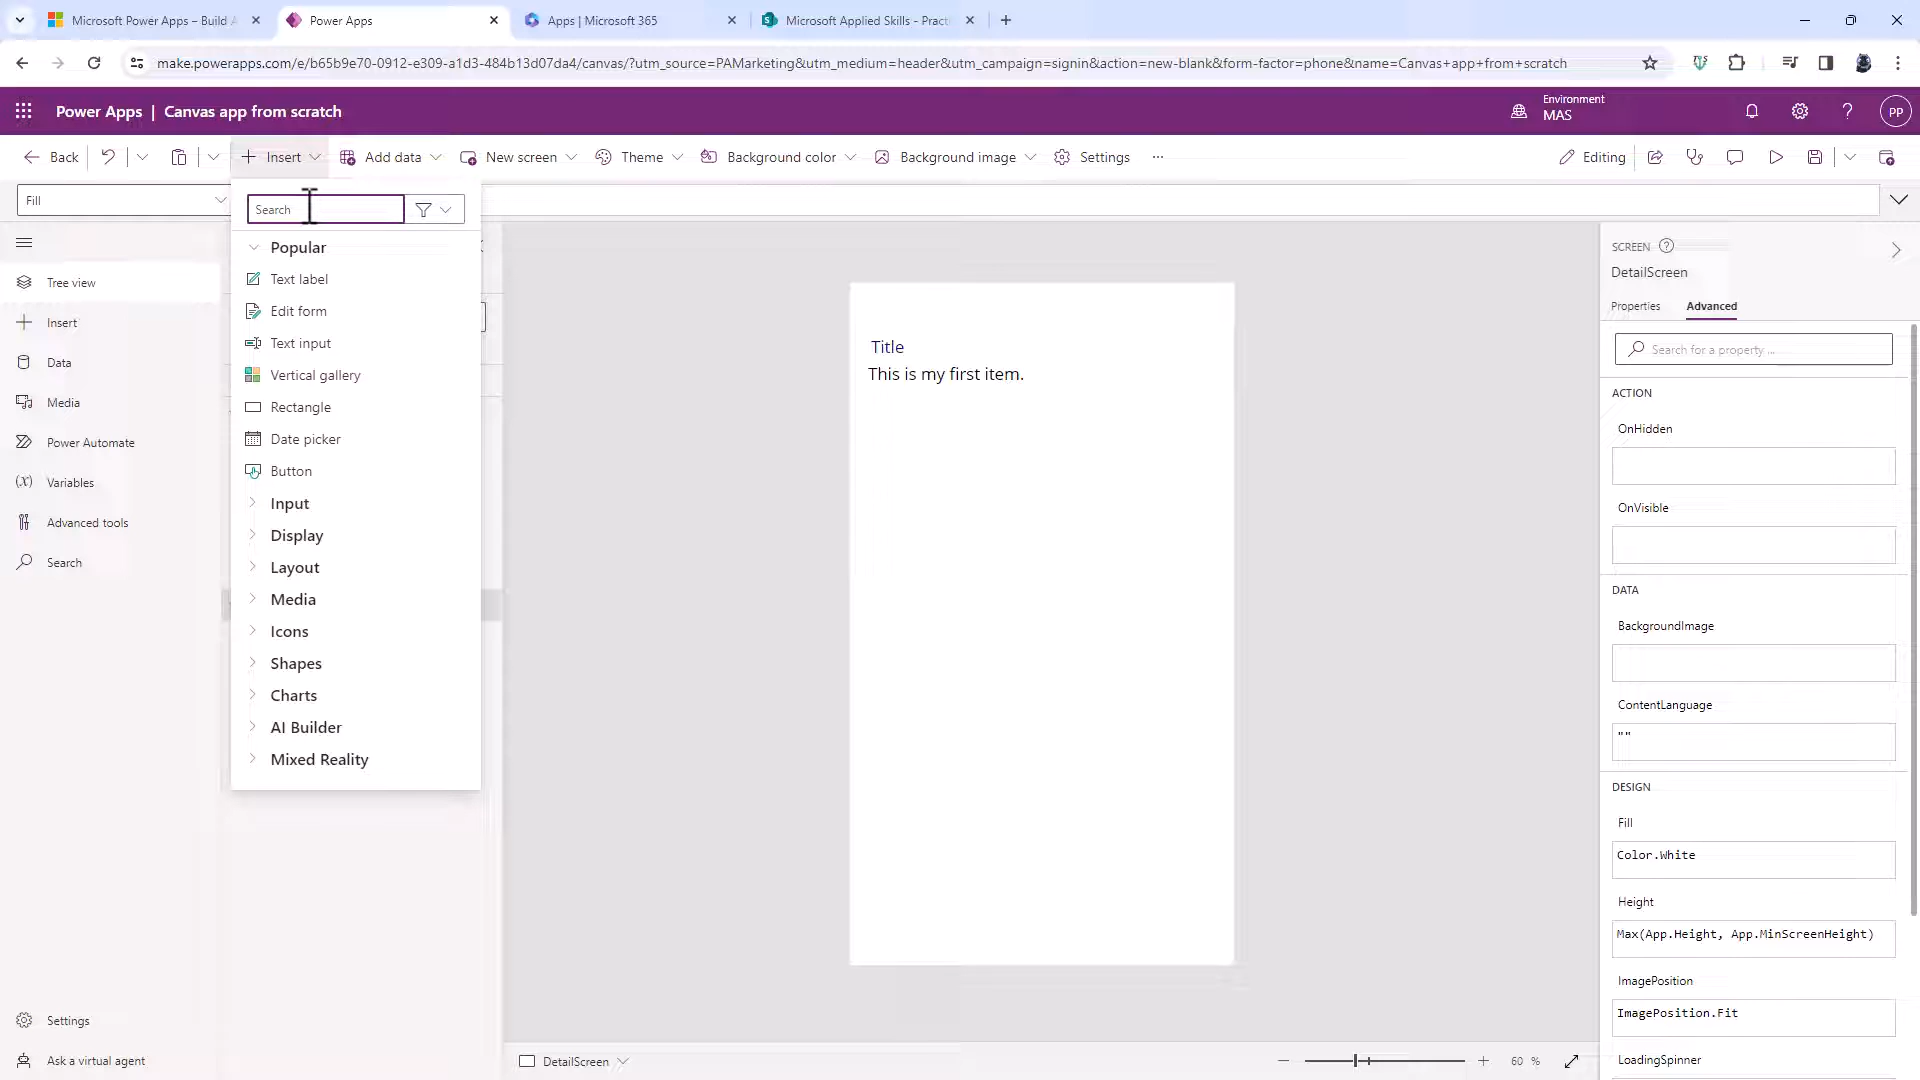 Microsoft Power Apps – Build A
Power Apps
Apps | Microsoft 365
Microsoft Applied Skills - Practi
make.powerapps.com/e/b65b9e70-0912-e309-a1d3-484b13d07da4/canvas/?utm_source=PAMarketing&utm_medium=header&utm_campaign=signin&action=new-blank&form-factor=phone&name=Canvas+app+from+scratch
Power Apps | Canvas app from scratch
Environment
MAS
PP
Back
Insert
Add data
New screen
Theme
Background color
Background image
Settings
Editing
Fill
Search
Popular
Text label
Edit form
Text input
Vertical gallery
Rectangle
Date picker
Button
Input
Display
Layout
Media
Icons
Shapes
Charts
AI Builder
Mixed Reality
Tree view
Insert
Data
Media
Power Automate
Variables
Advanced tools
Search
Settings
Ask a virtual agent
Title
This is my first item.
DetailScreen
60 %
SCREEN
DetailScreen
Properties
Advanced
Search for a property ...
ACTION
OnHidden
OnVisible
DATA
BackgroundImage
ContentLanguage
""
DESIGN
Fill
Color.White
Height
Max(App.Height, App.MinScreenHeight)
ImagePosition
ImagePosition.Fit
LoadingSpinner